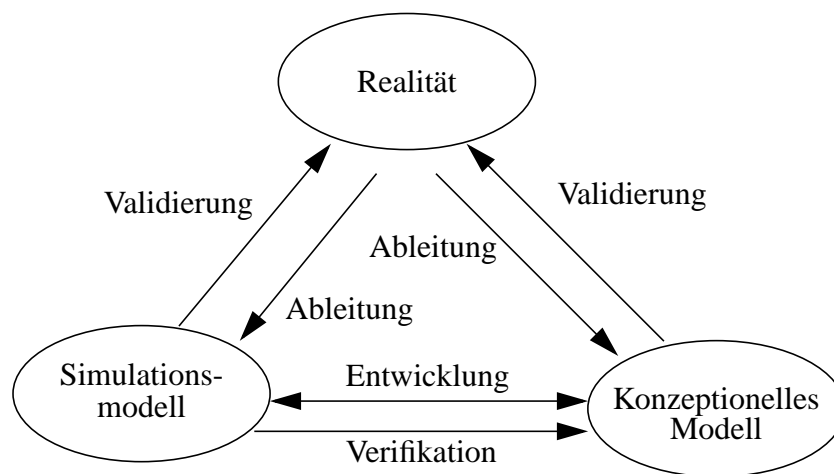 Realität
Validierung
Validierung
Ableitung
Ableitung
Simulations-
modell
Entwicklung
Konzeptionelles
Modell
Verifikation